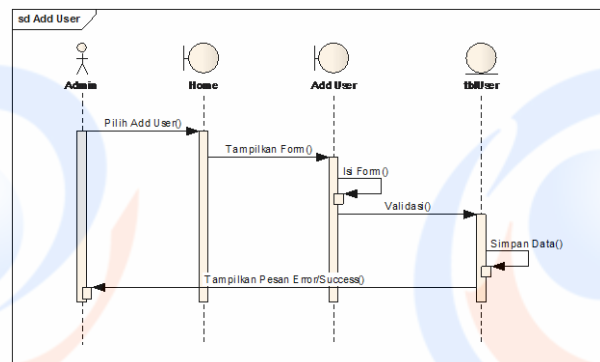 sd Add User
Admin
Home
Add User
tblUser
Pilih Add User()
Tampilkan Form()
Isi Form()
Validasi()
Simpan Data()
Tampilkan Pesan Error/Success()